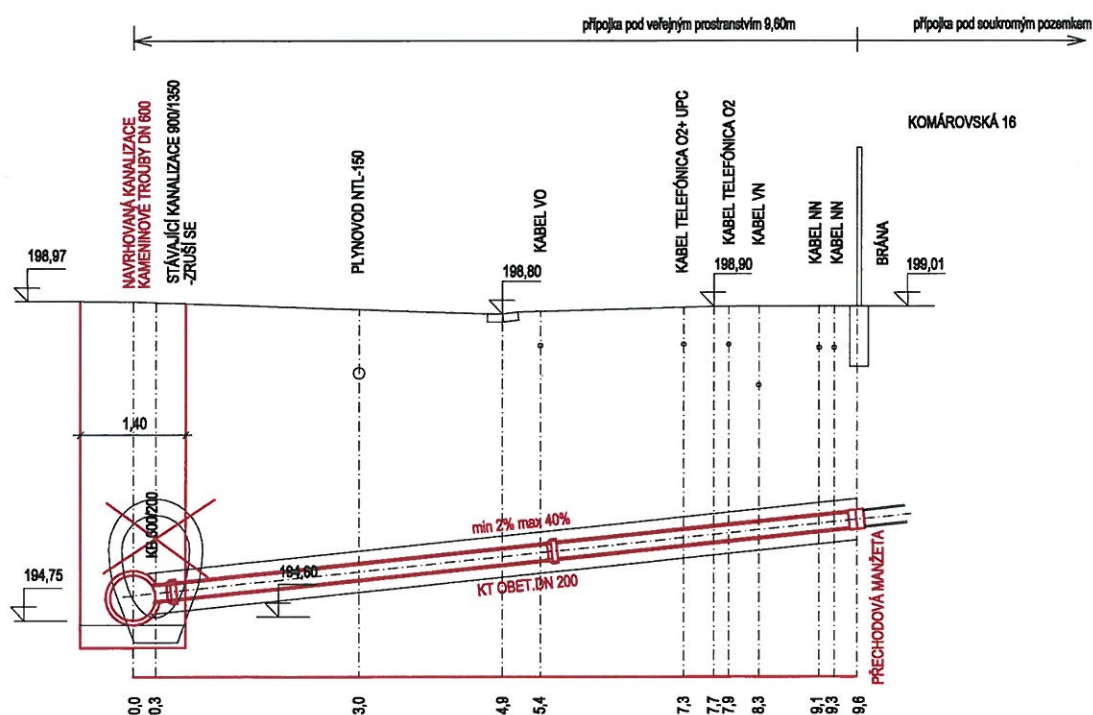 přípojka pod veřejným prostranstvím 9,60m
přípojka pod soukromým pozemkem
NAVRHOVANÁ KANALIZACE
KAMENINOVÉ TROUBY DN 600
STÁVAJÍCÍ KANALIZACE 900/1350
-ZRUŠÍ SE
PLYNOVOD NTL-150
KABEL VO
KABEL TELEFÓNICA O2+ UPC
KABEL TELEFÓNICA O2
KABEL VN
KABEL NN
KABEL NN
BRÁNA
KOMÁROVSKÁ 16
198,97
198,80
198,90
199,01
1,40
KB 600/200
min 2% max 40%
KT OBET.DN 200
194,75
194,60
PŘECHODOVÁ MANŽETA
0,0
0,3
3,0
4,9
5,4
7,3
7,7
7,9
8,3
9,1
9,3
9,6